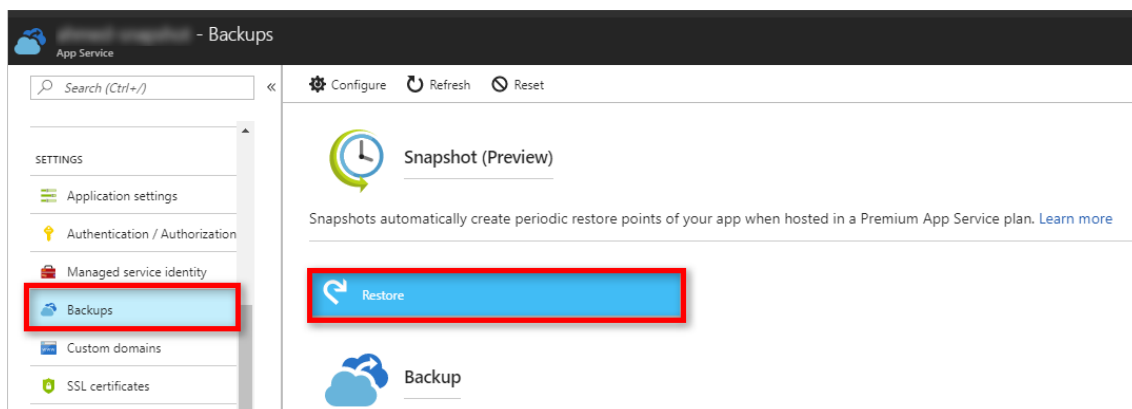 - Backups
App Service
Search (Ctrl+/)
«
Configure Refresh Reset
SETTINGS
Application settings
Authentication / Authorization
Managed service identity
Backups
Custom domains
SSL certificates
Snapshot (Preview)
Snapshots automatically create periodic restore points of your app when hosted in a Premium App Service plan. Learn more
Restore
Backup